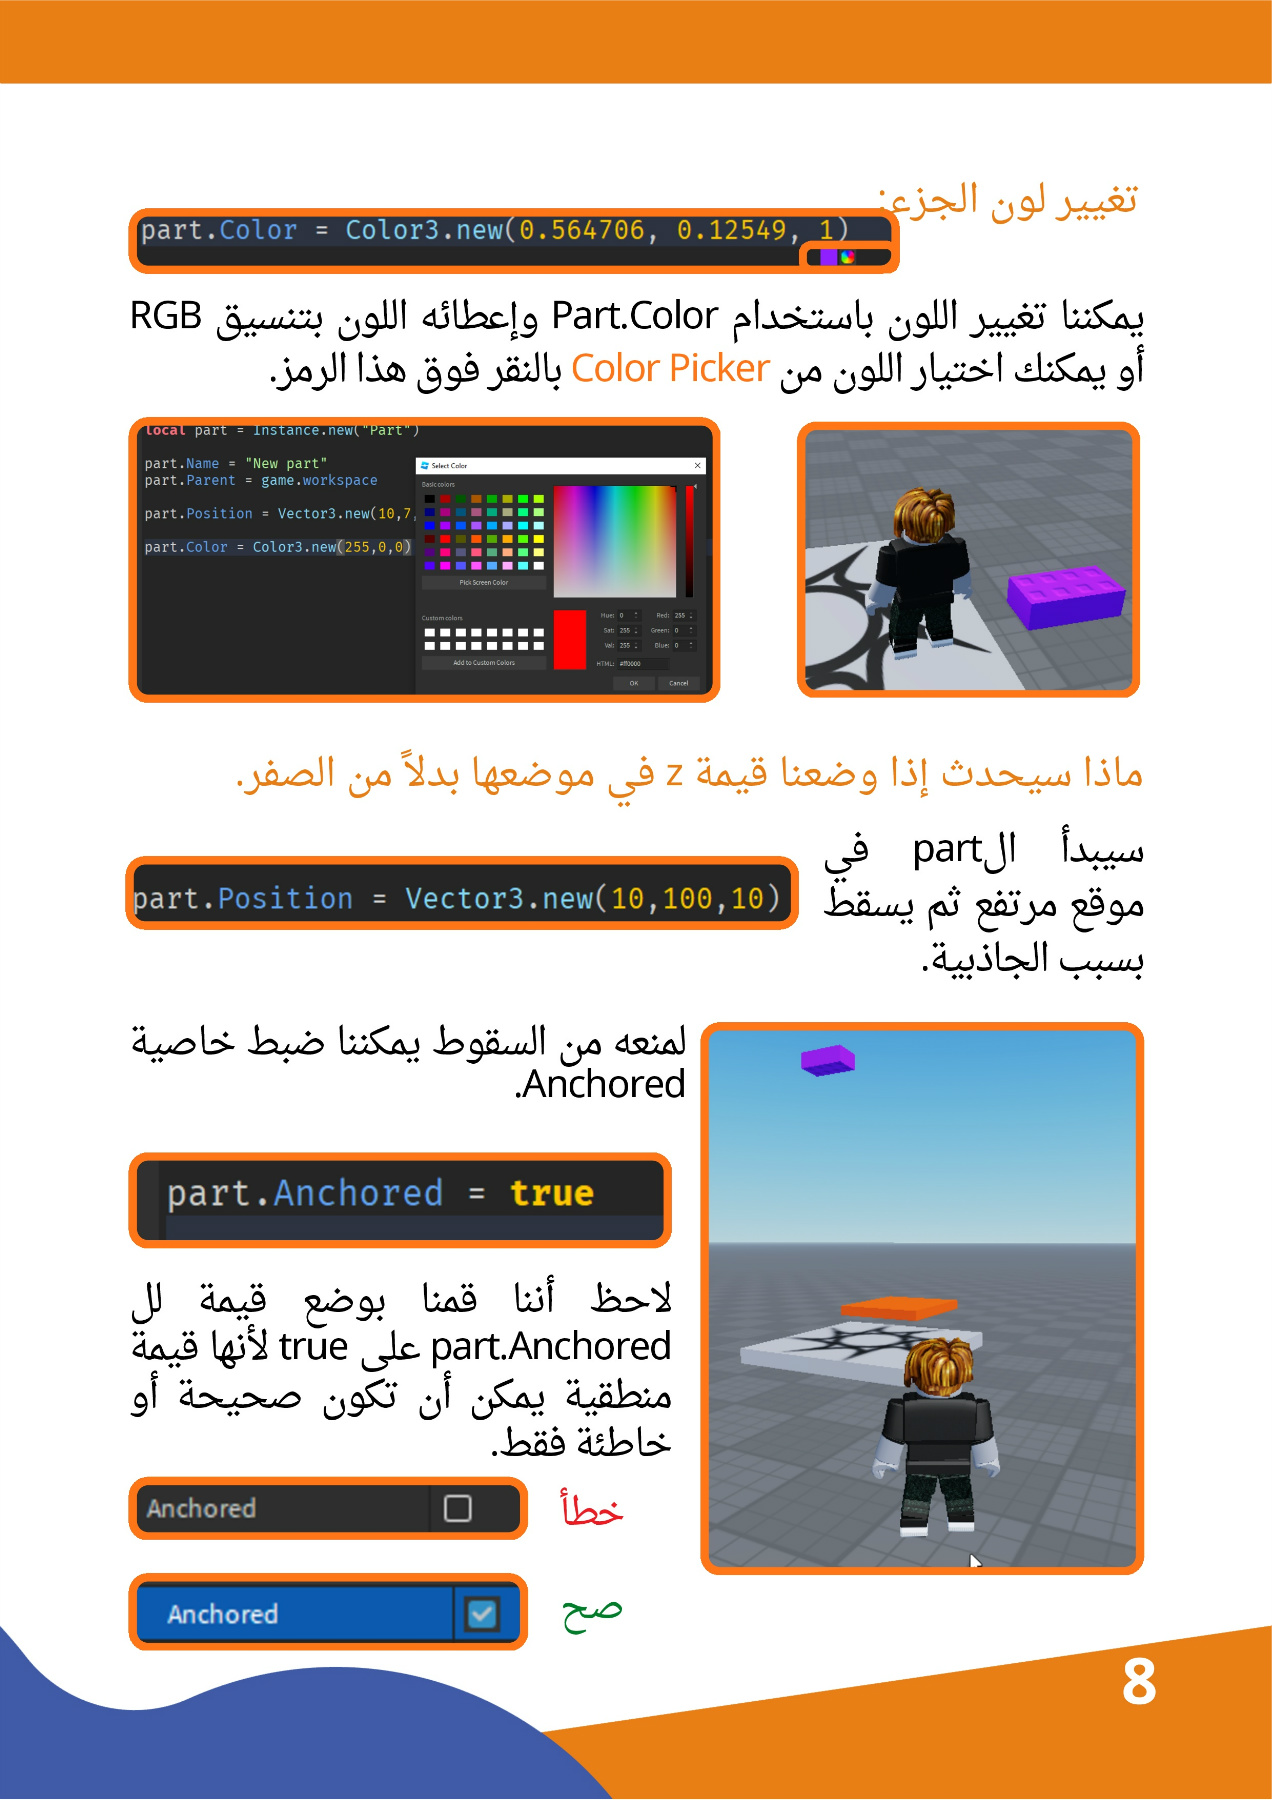 تغيير لون الجزء:
part.Color = Color3.new(0.564706, 0.12549, 1)
يمكننا تغيير اللون باستخدام Part.Color وإعطائه اللون بتنسيق RGB
أو يمكنك اختيار اللون من Color Picker بالنقر فوق هذا الرمز.
local part = Instance.new("Part")
part.Name = "New part"
part.Parent = game.workspace
part.Position = Vector3.new(10,7,
part.Color = Color3.new(255,0,0)
Select Color
Basic colors
Pick Screen Color
Custom colors
Add to Custom Colors
Hue: 0 Red: 255
Sat: 255 Green: 0
Val: 255 Blue: 0
HTML: #ff0000
OK Cancel
ماذا سيحدث إذا وضعنا قيمة z في موضعها بدلاً من الصفر.
سيبدأ الpart في
موقع مرتفع ثم يسقط
بسبب الجاذبية.
part.Position = Vector3.new(10,100,10)
لمنعه من السقوط يمكننا ضبط خاصية
Anchored.
part.Anchored = true
لاحظ أننا قمنا بوضع قيمة لل
part.Anchored على true لأنها قيمة
منطقية يمكن أن تكون صحيحة أو
خاطئة فقط.
Anchored
خطأ
Anchored
صح
8